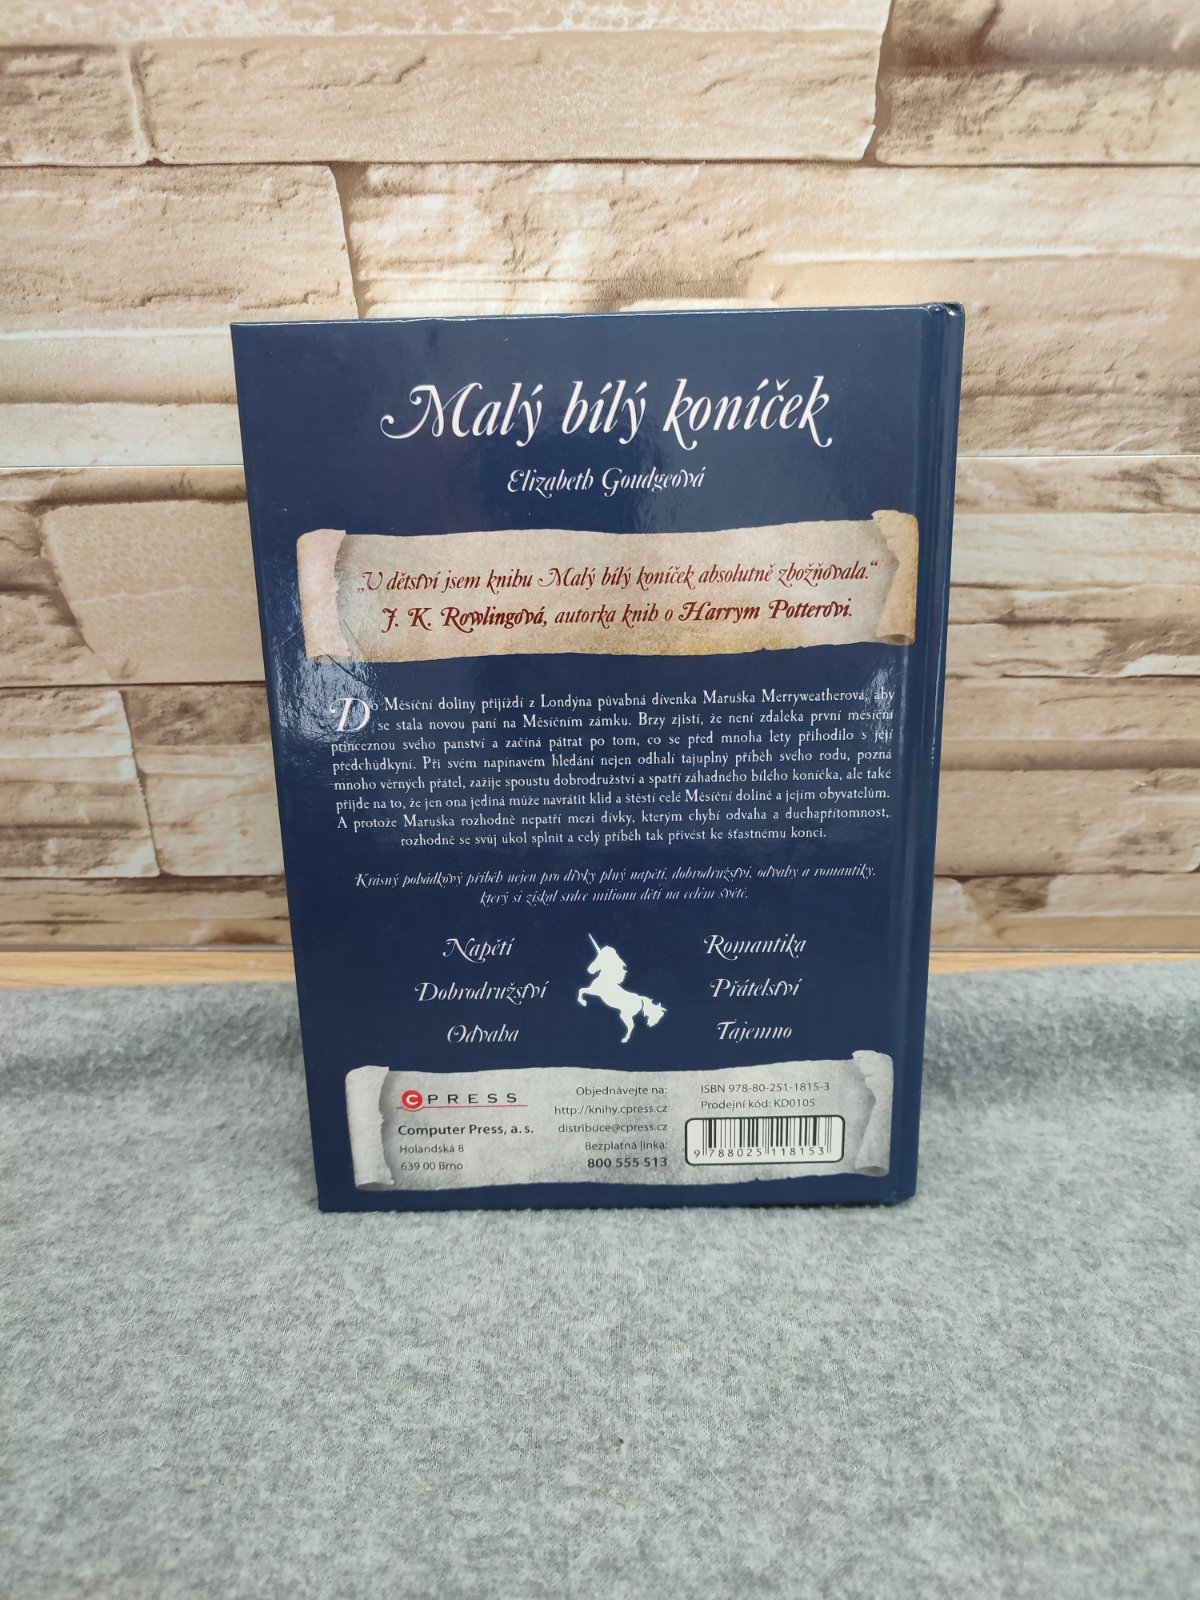 Malý bílý koníček
Elizabeth Goudgeová
„V dětství jsem knihu Malý bílý koníček absolutně zbožňovala.“
J. K. Rowlingová, autorka knih o Harrym Potterovi.
Do Měsíční doliny přijíždí z Londýna půvabná dívenka Maruška Merryweatherová, aby
se stala novou paní na Měsíčním zámku. Brzy zjistí, že není zdaleka první měsíční
princeznou svého panství a začíná pátrat po tom, co se před mnoha lety přihodilo s její
předchůdkyní. Při svém napínavém hledání nejen odhalí tajuplný příběh svého rodu, pozná
mnoho věrných přátel, zažije spoustu dobrodružství a spatří záhadného bílého koníčka, ale také
přijde na to, že jen ona jediná může navrátit klid a štěstí celé Měsíční dolině a jejím obyvatelům.
A protože Maruška rozhodně nepatří mezi dívky, kterým chybí odvaha a duchapřítomnost,
rozhodně se svůj úkol splnit a celý příběh tak přivést ke šťastnému konci.
Krásný pohádkový příběh nejen pro dívky plný napětí, dobrodružství, odvahy a romantiky,
který si získal srdce milionu dětí na celém světě.
Napětí
Dobrodružství
Odvaha
Romantika
Přátelství
Tajemno
CPRESS
Computer Press, a. s.
Holandská 8
639 00 Brno
Objednávejte na:
http://knihy.cpress.cz
distribuce@cpress.cz
Bezplatná linka:
800 555 513
ISBN 978-80-251-1815-3
Prodejní kód: KD0105
9 788025 118153